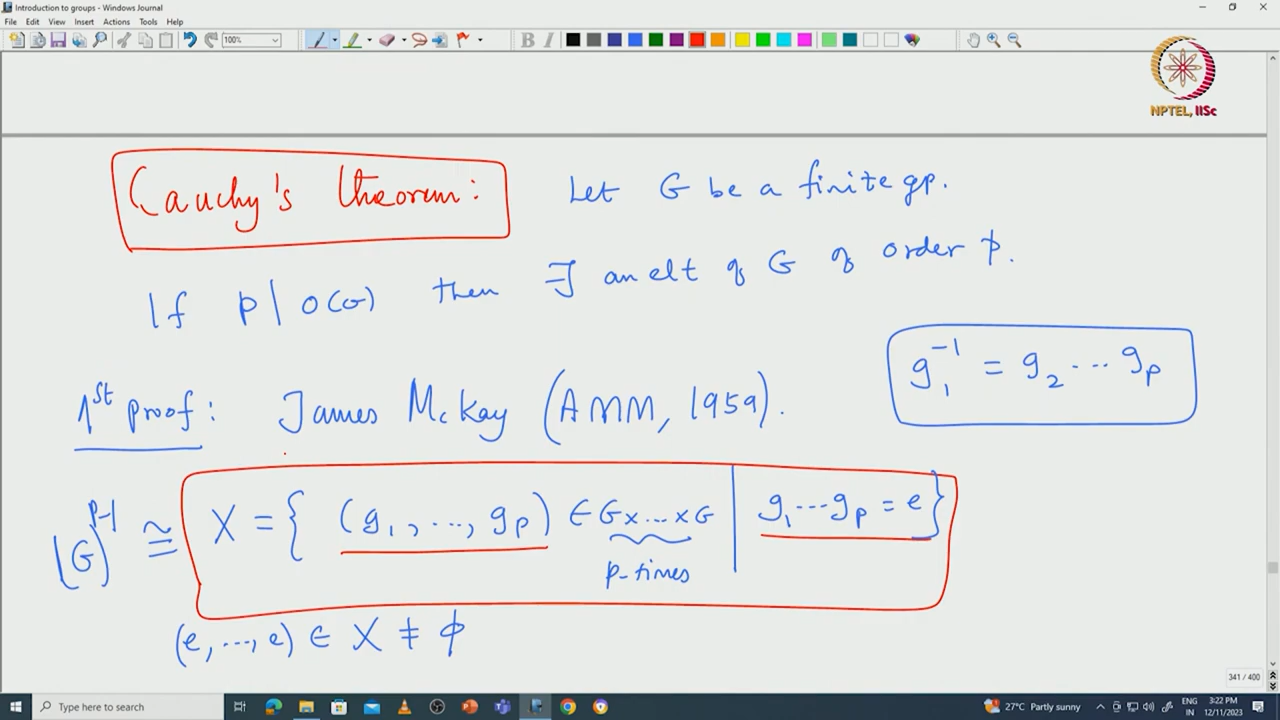 Introduction to groups - Windows Journal
File Edit View Insert Actions Tools Help
100%
NPTEL, IISc
Cauchy's theorem: Let G be a finite gp.
If p | o(G) then ∃ an elt of G of order p.
g₁⁻¹ = g₂ ... gₚ
1st proof: James McKay (AMM, 1959).
(G)^{p-1} ≅ X = { (g₁, ..., gₚ) ∈ G x ... x G | g₁ ... gₚ = e }
p-times
(e, ..., e) ∈ X ≠ ϕ
341 / 400
Type here to search
27°C Partly sunny
ENG
IN
3:22 PM
12/11/2023